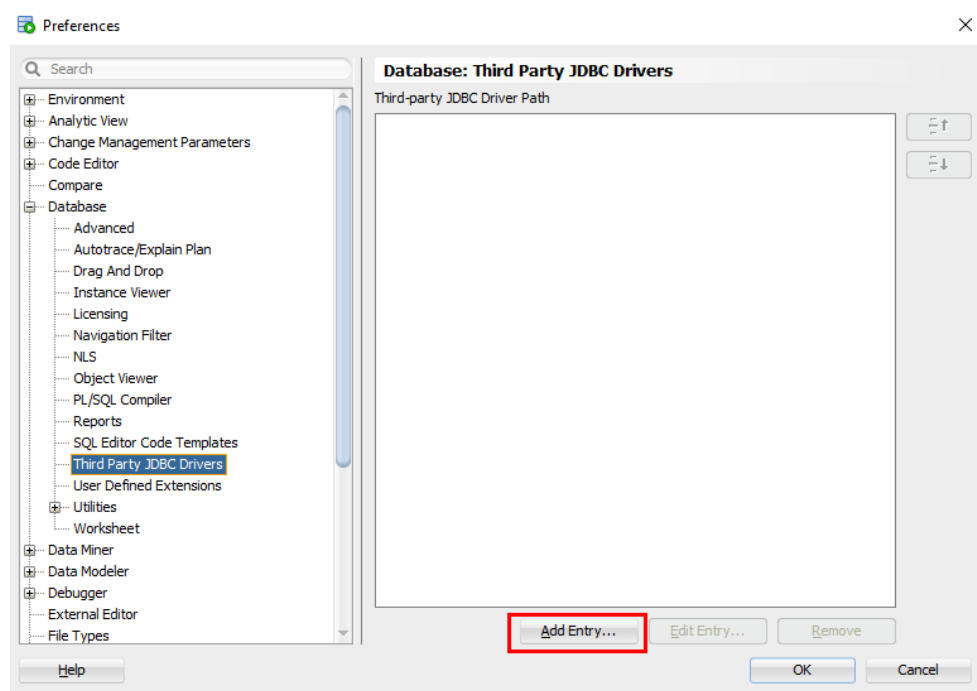 Preferences
Search
Environment
Analytic View
Change Management Parameters
Code Editor
Compare
Database
Advanced
Autotrace/Explain Plan
Drag And Drop
Instance Viewer
Licensing
Navigation Filter
NLS
Object Viewer
PL/SQL Compiler
Reports
SQL Editor Code Templates
Third Party JDBC Drivers
User Defined Extensions
Utilities
Worksheet
Data Miner
Data Modeler
Debugger
External Editor
File Types
Database: Third Party JDBC Drivers
Third-party JDBC Driver Path
Add Entry... Edit Entry... Remove
Help OK Cancel